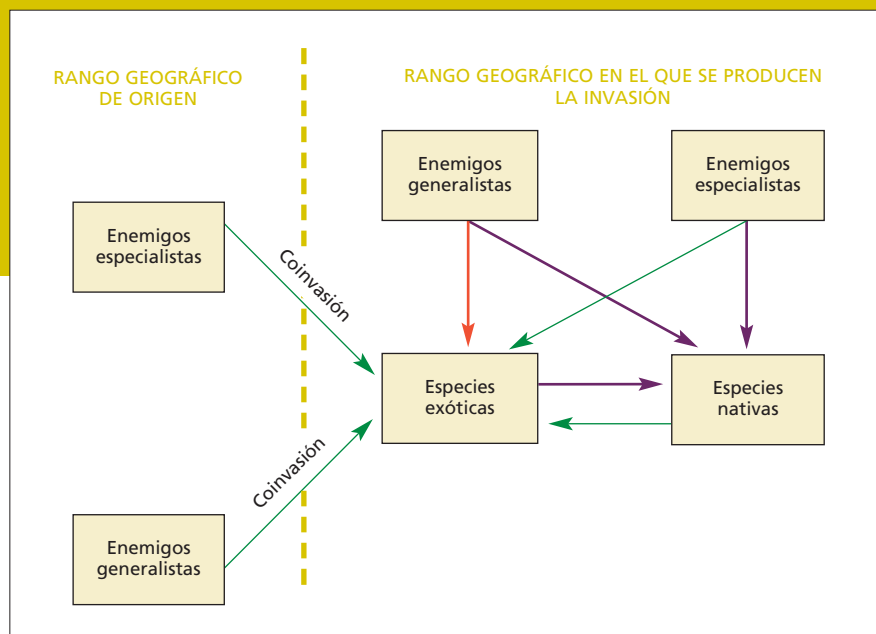 RANGO GEOGRÁFICO
DE ORIGEN
RANGO GEOGRÁFICO EN EL QUE SE PRODUCEN
LA INVASIÓN
Enemigos
generalistas
Enemigos
especialistas
Enemigos
especialistas
Coinvasión
Especies
exóticas
Especies
nativas
Coinvasión
Enemigos
generalistas